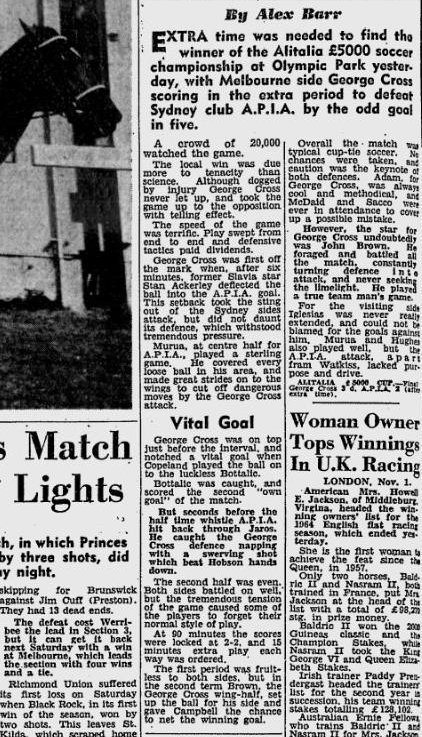 By Alex Barr
EXTRA time was needed to find the
winner of the Alitalia £5000 soccer
championship at Olympic Park yester-
day, with Melbourne side George Cross
scoring in the extra period to defeat
Sydney club A.P.I.A. by the odd goal
in five.
A crowd of 20,000
watched the game.
The local win was due
more to tenacity than
science. Although dogged
by injury George Cross
never let up, and took the
game up to the opposition
with telling effect.
The speed of the game
was terrific. Play swept from
end to end and defensive
tactics paid dividends.
George Cross was first off
the mark when, after six
minutes, former Slavia star
Stan Ackerley deflected the
ball into the A.P.I.A. goal.
This setback took the sting
out of the Sydney sides
attack, but did not daunt
its defence, which withstood
tremendous pressure.
Murua, at centre half for
A.P.I.A., played a sterling
game. He covered every
loose ball in his area, and
made great strides on to the
wings to cut off dangerous
moves by the George Cross
attack.
Vital Goal
George Cross was on top
just before the interval, and
notched a vital goal when
Copeland played the ball on
to the luckless Bottalic.
Bottalic was caught, and
scored the second "own
goal" of the match.
But seconds before the
half time whistle A.P.I.A.
hit back through Jaros.
He caught the George
Cross defence napping
with a swerving shot
which beat Hobson hands
down.
The second half was even.
Both sides battled on well,
but the tremendous tension
of the game caused some of
the players to forget their
normal style of play.
At 90 minutes the scores
were locked at 2-2, and 15
minutes extra play each
way was ordered.
The first period was fruit-
less to both sides, but in
the second term Brown, the
George Cross wing-half, set
up the ball for his side and
gave Campbell the chance
to net the winning goal.
Overall the match was
typical cup-tie soccer. No
chances were taken, and
caution was the keynote of
both defences. Adam, for
George Cross, was always
cool and methodical, and
McDaid and Sacco were
ever in attendance to cover
up a possible mistake.
However, the star for
George Cross undoubtedly
was John Brown. He
foraged and battled all
the match, constantly
turning defence into
attack, and never seeking
the limelight. He played
a true team man's game.
For the visiting side
Iglesias was never really
extended, and could not be
blamed for the goals against
him, Murua and Hughes
also played well, but the
A.P.I.A. attack, apart
from Watkiss, lacked pur-
pose and drive.
ALITALIA £5000 CUP.—Final
George Cross 3 d. A.P.I.A. 2 (after
extra time).
Woman Owner
Tops Winnings
In U.K. Racing
LONDON, Nov. 1.
American Mrs. Howell
E. Jackson, of Middleburg,
Virgina, headed the win-
ning owners' list for the
1964 English flat racing
season, which ended yes-
terday.
She is the first woman to
achieve the feat since the
Queen, in 1957.
Only two horses, Bald-
ric II and Nasram II, both
trained in France, put Mrs.
Jackson at the head of the
list with a total of £98,270
stg. in prize money.
Baldric II won the 2000
Guineas classic and the
Champion Stakes, while
Nasram II took the King
George VI and Queen Eliza-
beth Stakes.
Irish trainer Paddy Pren-
dergast headed the trainers'
list for the second year in
succession, his team winning
stakes totalling £128,102.
Australian Ernie Fellows
who trains Baldric II and
Nasram II for Mrs. Jackson
s Match
Lights
ch, in which Princes
by three shots, did
ay night.
skipping for Brunswick
against Jim Cuff (Preston).
They had 13 dead ends.
The defeat cost Werri-
bee the lead in Section 3,
but it can get it back
next Saturday with a win
at Melbourne, which leads
the section with four wins
and a tie.
Richmond Union suffered
its first loss on Saturday
when Black Rock, in its first
win of the season, won by
two shots. This leaves St.
Kilda, which scraped home